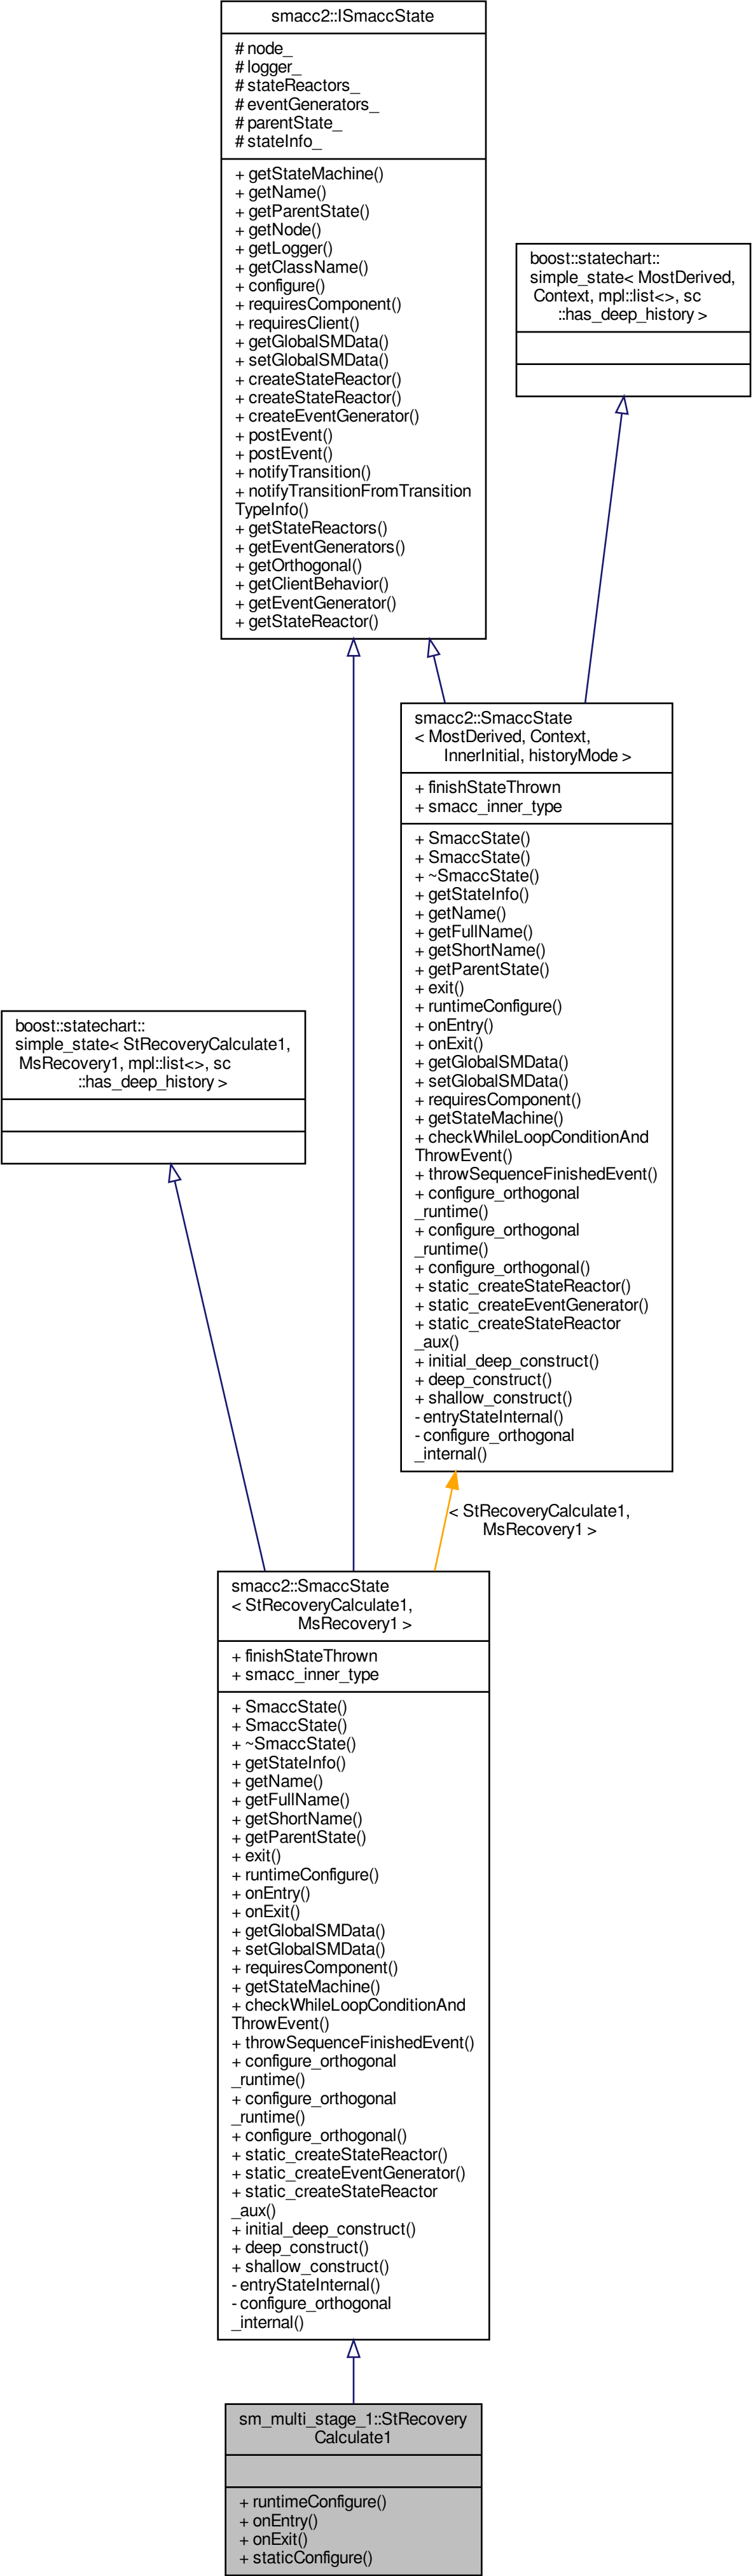 smacc2::ISmaccState
# node_
# logger_
# stateReactors_
# eventGenerators_
# parentState_
# stateInfo_
+ getStateMachine()
+ getName()
+ getParentState()
+ getNode()
+ getLogger()
+ getClassName()
+ configure()
+ requiresComponent()
+ requiresClient()
+ getGlobalSMData()
+ setGlobalSMData()
+ createStateReactor()
+ createStateReactor()
+ createEventGenerator()
+ postEvent()
+ postEvent()
+ notifyTransition()
+ notifyTransitionFromTransition
TypeInfo()
+ getStateReactors()
+ getEventGenerators()
+ getOrthogonal()
+ getClientBehavior()
+ getEventGenerator()
+ getStateReactor()
boost::statechart::
simple_state< MostDerived,
Context, mpl::list<>, sc
::has_deep_history >
smacc2::SmaccState
< MostDerived, Context,
InnerInitial, historyMode >
+ finishStateThrown
+ smacc_inner_type
+ SmaccState()
+ SmaccState()
+ ~SmaccState()
+ getStateInfo()
+ getName()
+ getFullName()
+ getShortName()
+ getParentState()
+ exit()
+ runtimeConfigure()
+ onEntry()
+ onExit()
+ getGlobalSMData()
+ setGlobalSMData()
+ requiresComponent()
+ getStateMachine()
+ checkWhileLoopConditionAnd
ThrowEvent()
+ throwSequenceFinishedEvent()
+ configure_orthogonal
_runtime()
+ configure_orthogonal
_runtime()
+ configure_orthogonal()
+ static_createStateReactor()
+ static_createEventGenerator()
+ static_createStateReactor
_aux()
+ initial_deep_construct()
+ deep_construct()
+ shallow_construct()
- entryStateInternal()
- configure_orthogonal
_internal()
boost::statechart::
simple_state< StRecoveryCalculate1,
MsRecovery1, mpl::list<>, sc
::has_deep_history >
< StRecoveryCalculate1,
MsRecovery1 >
smacc2::SmaccState
< StRecoveryCalculate1,
MsRecovery1 >
+ finishStateThrown
+ smacc_inner_type
+ SmaccState()
+ SmaccState()
+ ~SmaccState()
+ getStateInfo()
+ getName()
+ getFullName()
+ getShortName()
+ getParentState()
+ exit()
+ runtimeConfigure()
+ onEntry()
+ onExit()
+ getGlobalSMData()
+ setGlobalSMData()
+ requiresComponent()
+ getStateMachine()
+ checkWhileLoopConditionAnd
ThrowEvent()
+ throwSequenceFinishedEvent()
+ configure_orthogonal
_runtime()
+ configure_orthogonal
_runtime()
+ configure_orthogonal()
+ static_createStateReactor()
+ static_createEventGenerator()
+ static_createStateReactor
_aux()
+ initial_deep_construct()
+ deep_construct()
+ shallow_construct()
- entryStateInternal()
- configure_orthogonal
_internal()
sm_multi_stage_1::StRecovery
Calculate1
+ runtimeConfigure()
+ onEntry()
+ onExit()
+ staticConfigure()